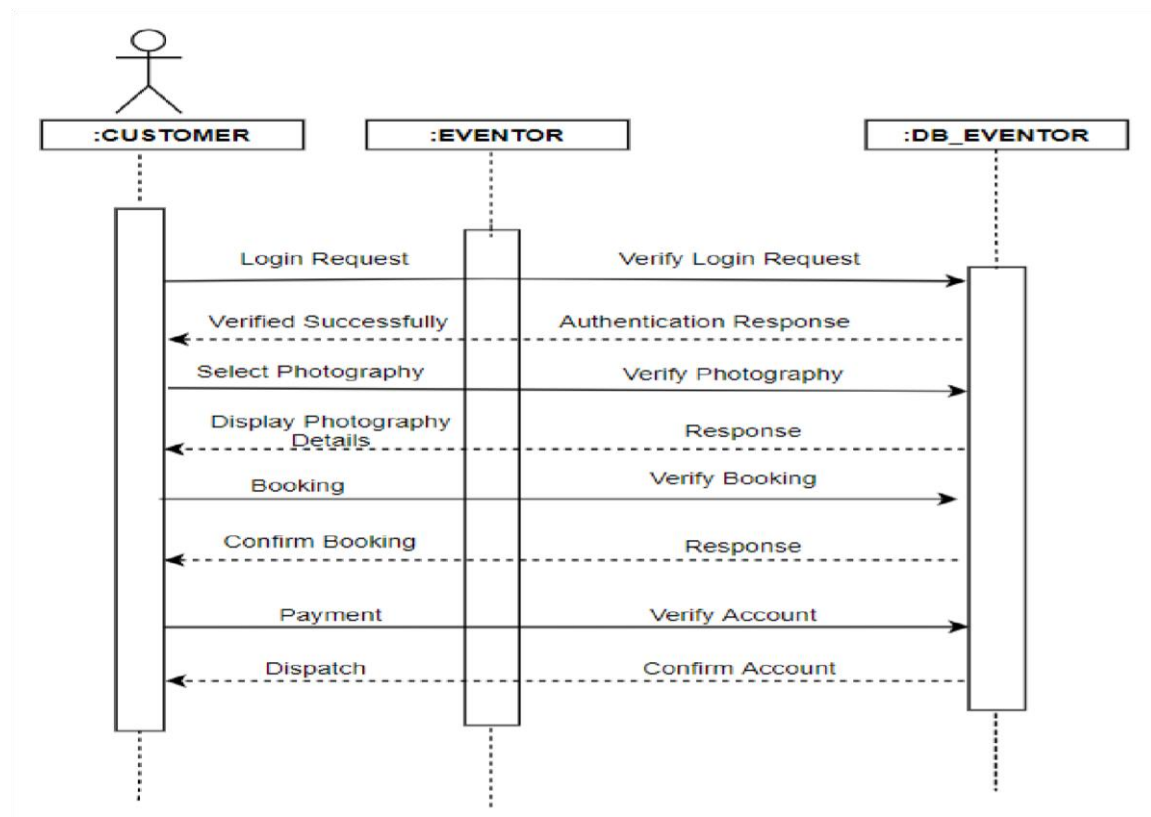 :CUSTOMER
:EVENTOR
:DB_EVENTOR
Login Request
Verify Login Request
Verified Successfully
Authentication Response
Select Photography
Verify Photography
Display Photography
Details
Response
Booking
Verify Booking
Confirm Booking
Response
Payment
Verify Account
Dispatch
Confirm Account